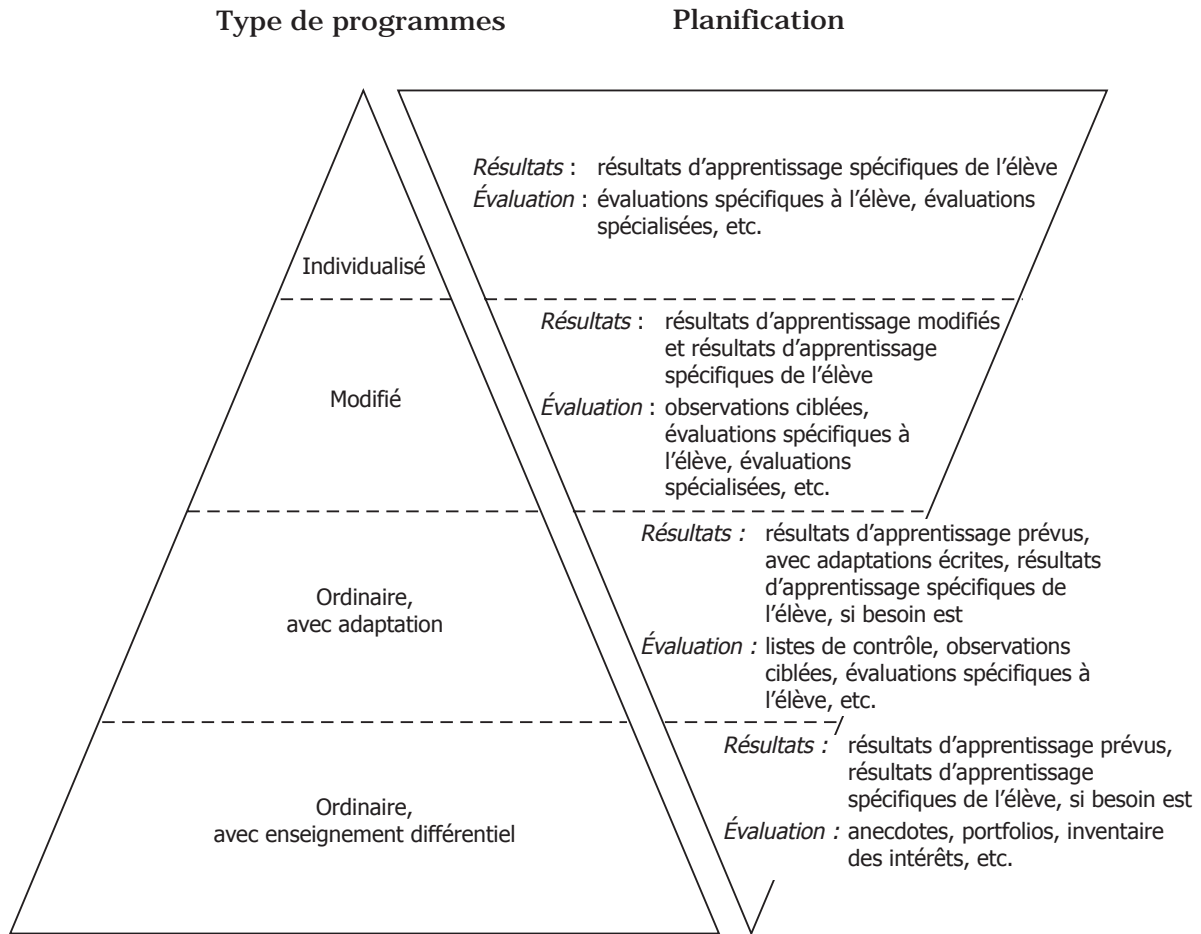 Type de programmes
Planification
Résultats : résultats d'apprentissage spécifiques de l'élève
Évaluation : évaluations spécifiques à l'élève, évaluations
spécialisées, etc.
Individualisé
Résultats : résultats d'apprentissage modifiés
et résultats d'apprentissage
spécifiques de l'élève
Modifié
Évaluation : observations ciblées,
évaluations spécifiques à
l'élève, évaluations
spécialisées, etc.
Résultats : résultats d'apprentissage prévus,
avec adaptations écrites, résultats
d'apprentissage spécifiques de
l'élève, si besoin est
Ordinaire,
avec adaptation
Évaluation : listes de contrôle, observations
ciblées, évaluations spécifiques à
l'élève, etc.
Résultats : résultats d'apprentissage prévus,
résultats d'apprentissage
spécifiques de l'élève, si besoin est
Ordinaire,
avec enseignement différentiel
Évaluation : anecdotes, portfolios, inventaire
des intérêts, etc.